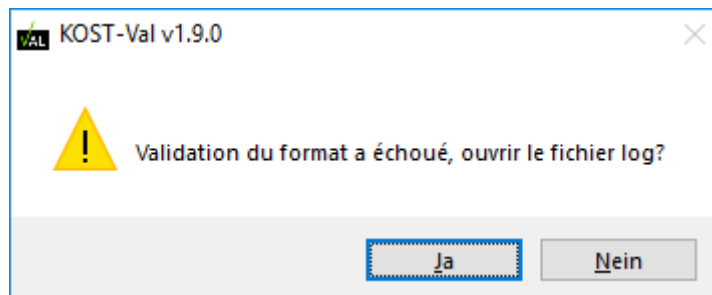 VAL KOST-Val v1.9.0
!
Validation du format a échoué, ouvrir le fichier log?
Ja
Nein